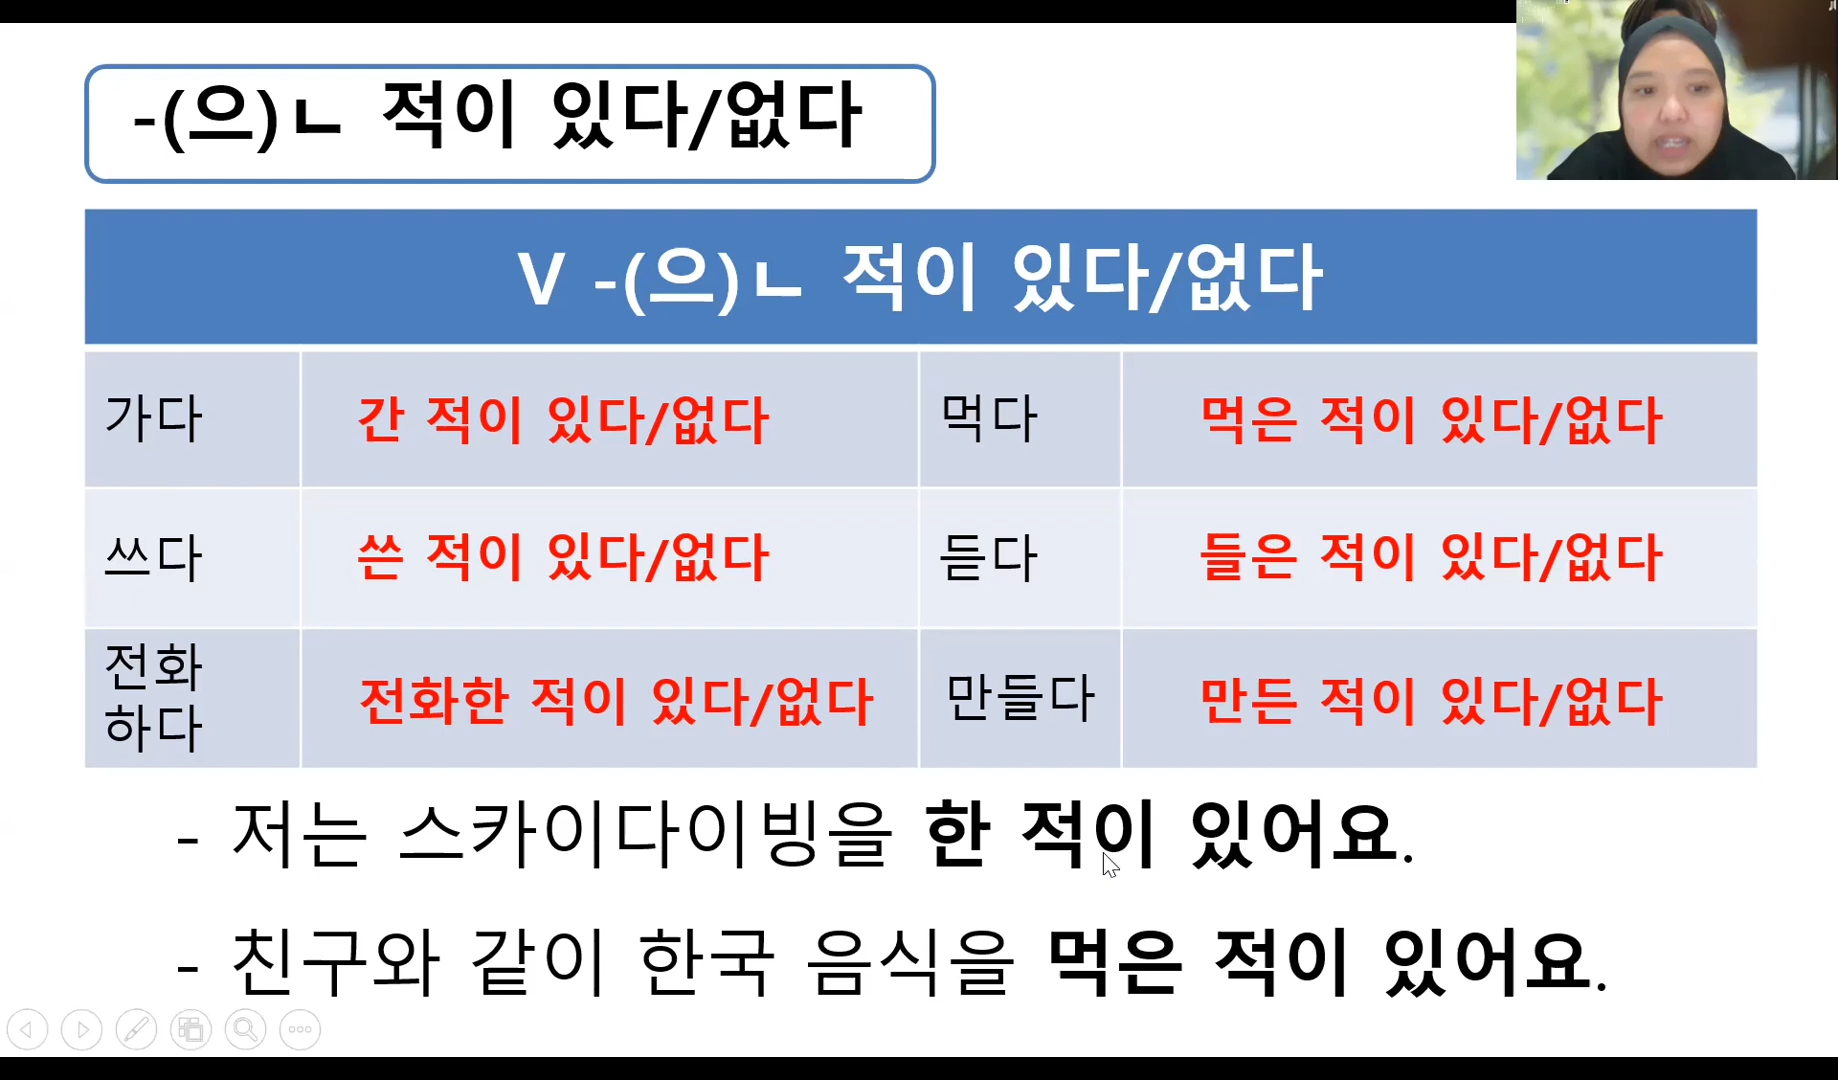 -(으)ㄴ 적이 있다/없다
V -(으)ㄴ 적이 있다/없다
가다 간 적이 있다/없다 먹다 먹은 적이 있다/없다
쓰다 쓴 적이 있다/없다 듣다 들은 적이 있다/없다
전화
하다 전화한 적이 있다/없다 만들다 만든 적이 있다/없다
- 저는 스카이다이빙을 한 적이 있어요.
- 친구와 같이 한국 음식을 먹은 적이 있어요.